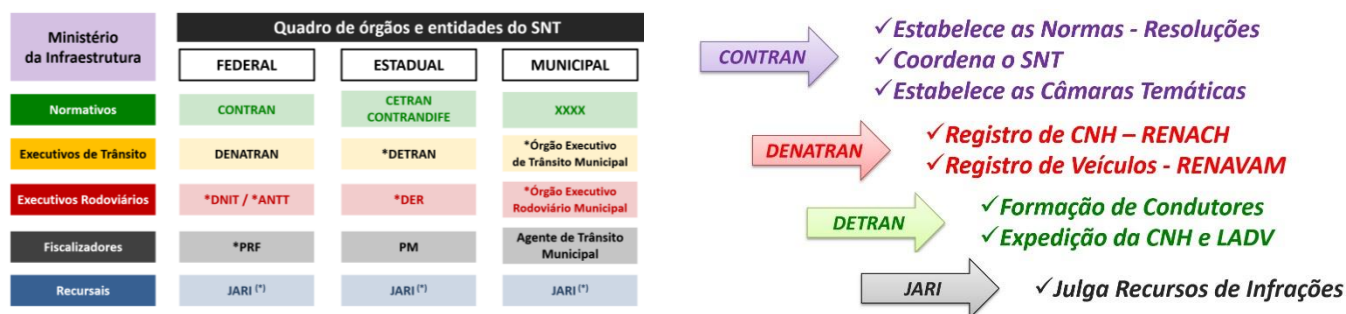 Ministério
da Infraestrutura
Quadro de órgãos e entidades do SNT
FEDERAL
ESTADUAL
MUNICIPAL
Normativos
CONTRAN
CETRAN
CONTRANDIFE
XXXX
Executivos de Trânsito
DENATRAN
*DETRAN
*Órgão Executivo
de Trânsito Municipal
Executivos Rodoviários
*DNIT / *ANTT
*DER
*Órgão Executivo
Rodoviário Municipal
Fiscalizadores
*PRF
PM
Agente de Trânsito
Municipal
Recursais
JARI (*)
JARI (*)
JARI (*)
CONTRAN
✓Estabelece as Normas - Resoluções
✓Coordena o SNT
✓Estabelece as Câmaras Temáticas
DENATRAN
✓Registro de CNH – RENACH
✓Registro de Veículos - RENAVAM
DETRAN
✓Formação de Condutores
✓Expedição da CNH e LADV
JARI
✓Julga Recursos de Infrações